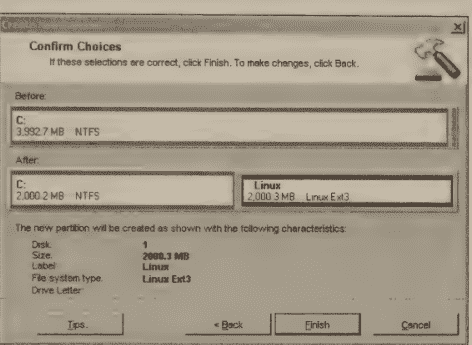 Confirm Choices
If these selections are correct, click Finish. To make changes, click Back.
Before:
C:
3,992.7 MB NTFS
After:
C:
2,000.2 MB NTFS
Linux
2,000.3 MB Linux Ext3
The new partition will be created as shown with the following characteristics:
Disk: 1
Size: 2000.3 MB
Label: Linux
File system type: Linux Ext3
Drive Letter:
Tips..
< Back
Finish
Cancel